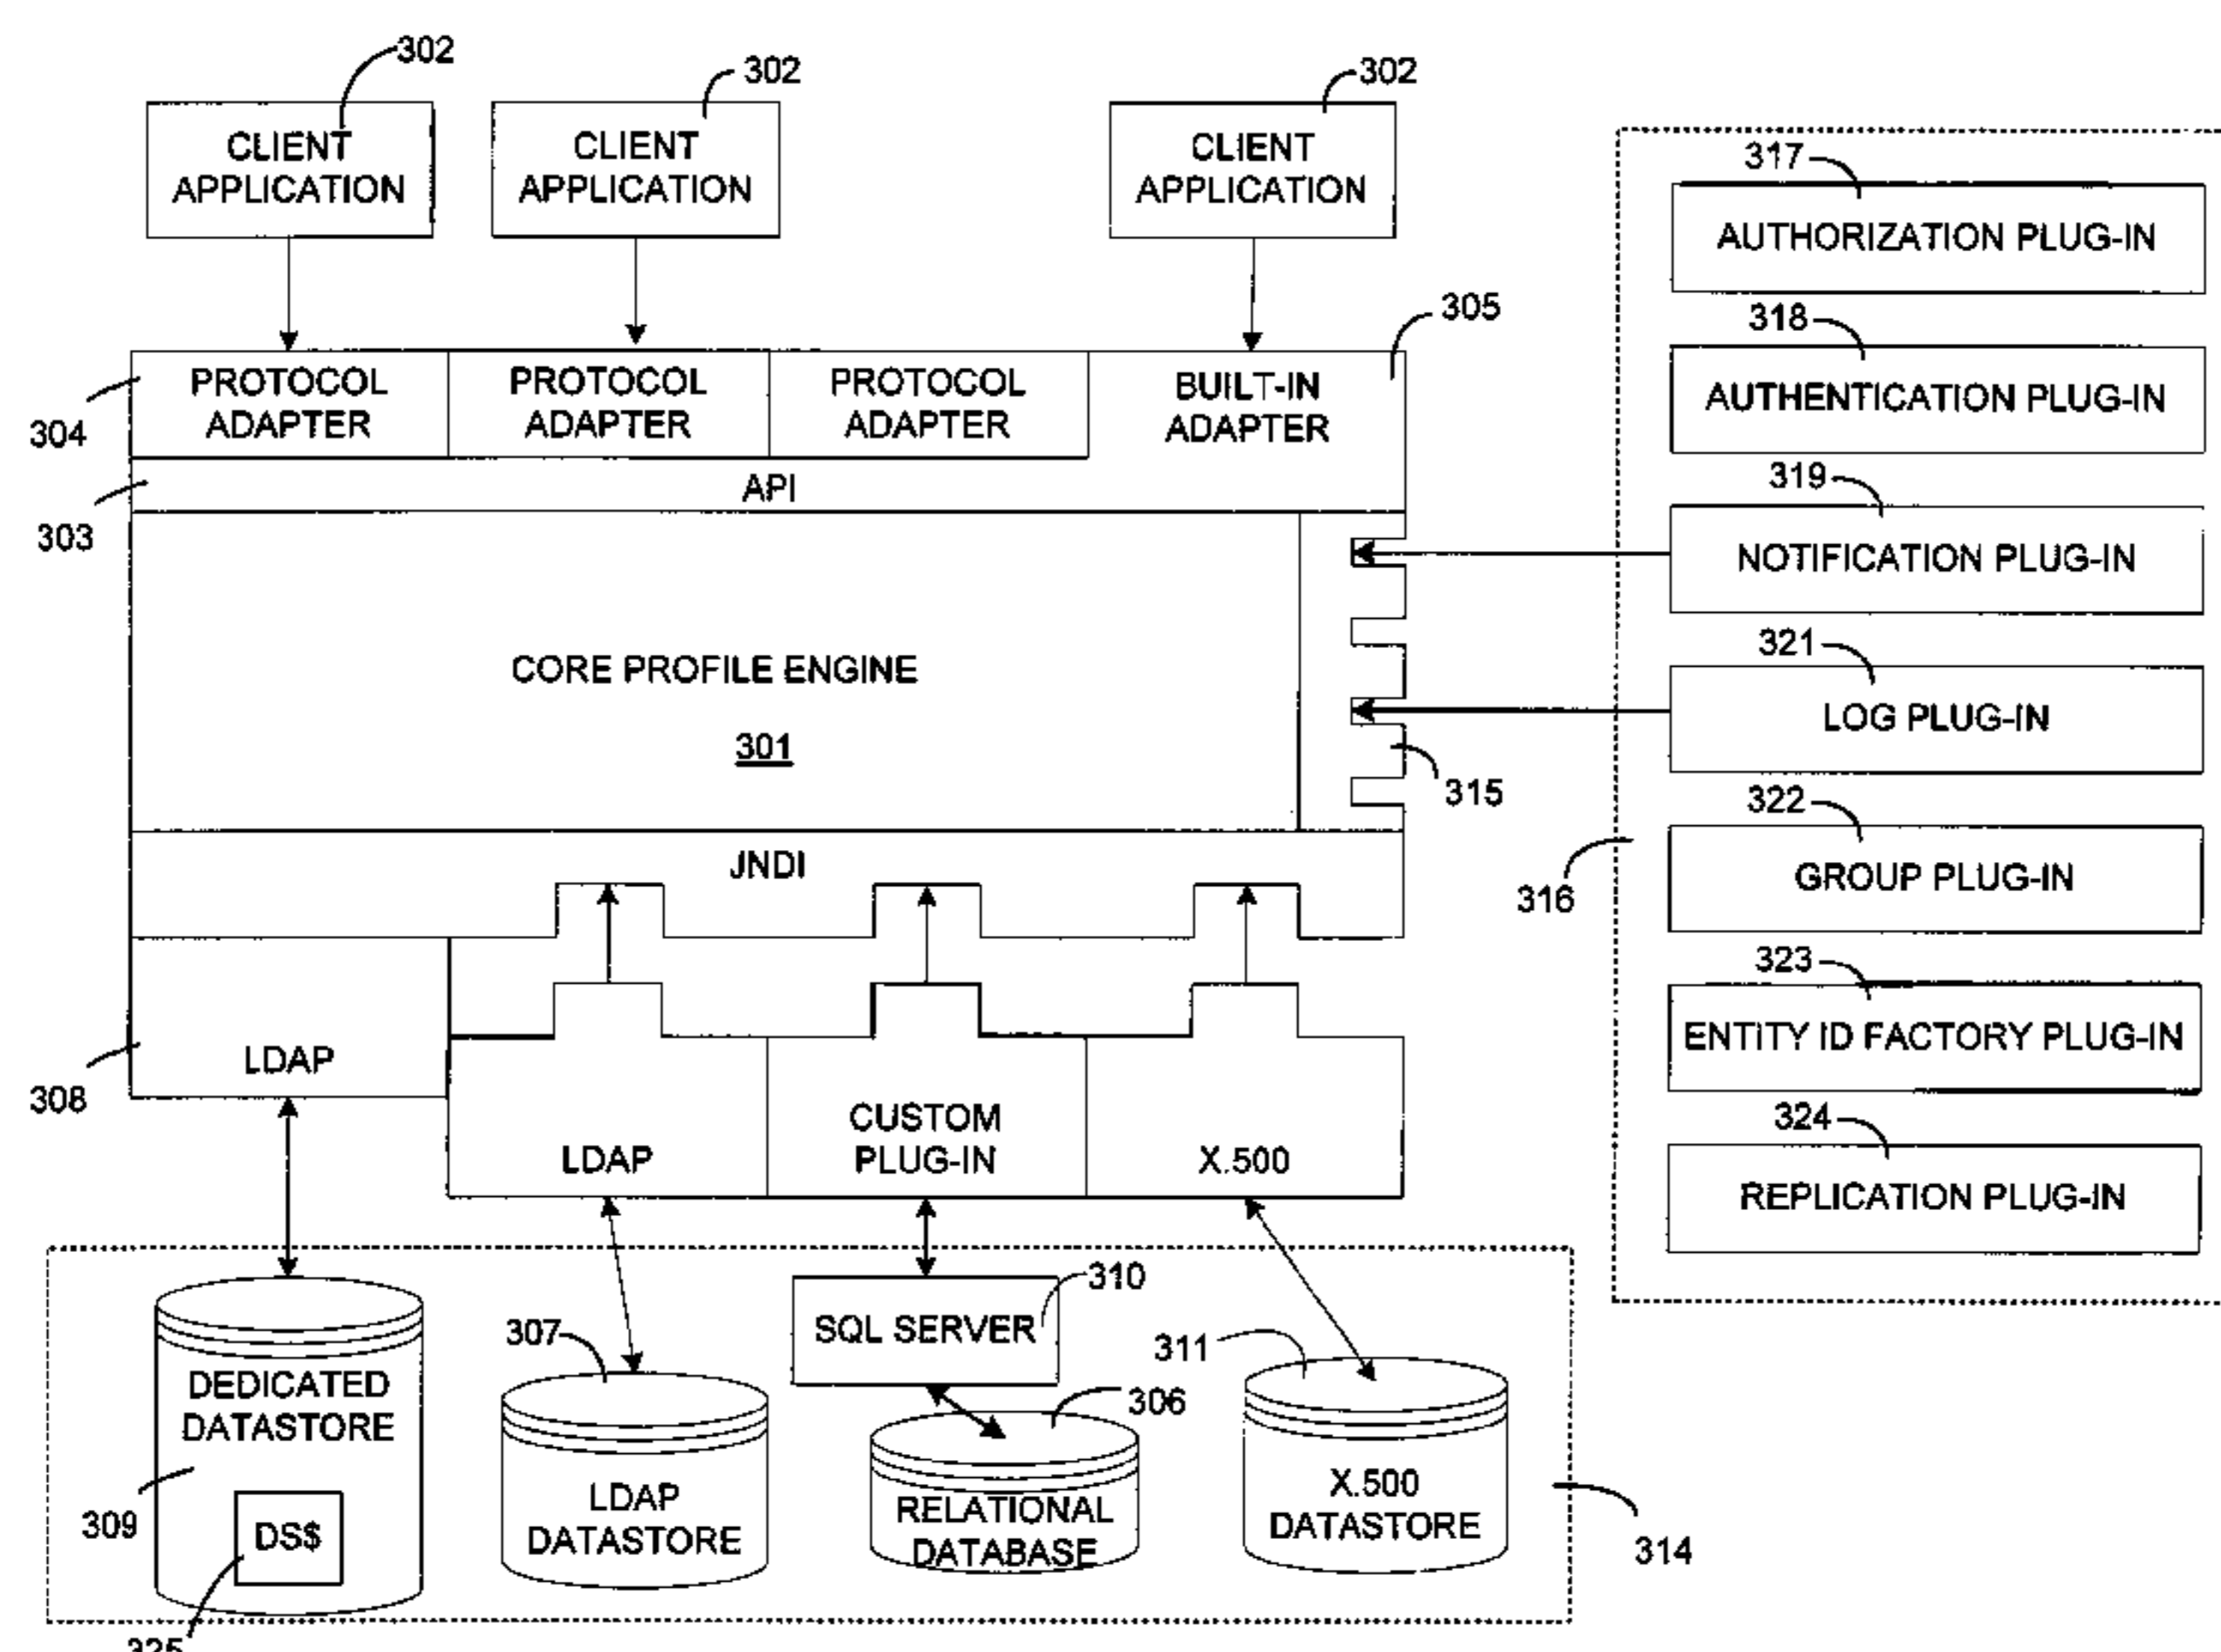 302
302
302
CLIENT
APPLICATION
CLIENT
APPLICATION
CLIENT
APPLICATION
317
AUTHORIZATION PLUG-IN
318
AUTHENTICATION PLUG-IN
319
NOTIFICATION PLUG-IN
321
LOG PLUG-IN
322
GROUP PLUG-IN
323
ENTITY ID FACTORY PLUG-IN
324
REPLICATION PLUG-IN
316
305
304
PROTOCOL
ADAPTER
PROTOCOL
ADAPTER
PROTOCOL
ADAPTER
BUILT-IN
ADAPTER
API
303
CORE PROFILE ENGINE
301
315
JNDI
LDAP
308
LDAP
CUSTOM
PLUG-IN
X.500
DEDICATED
DATASTORE
309
DS$
325
307
LDAP
DATASTORE
SQL SERVER
310
306
RELATIONAL
DATABASE
311
X.500
DATASTORE
314